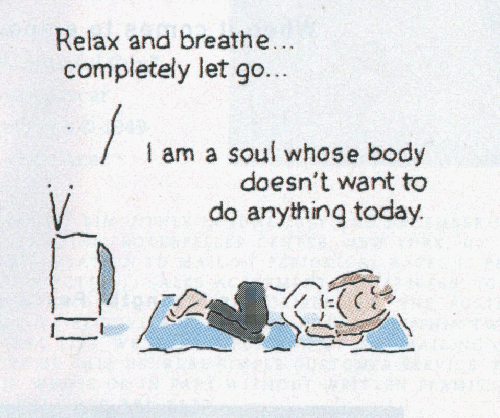 Relax and breathe...
completely let go...
I am a soul whose body
doesn't want to
do anything today.